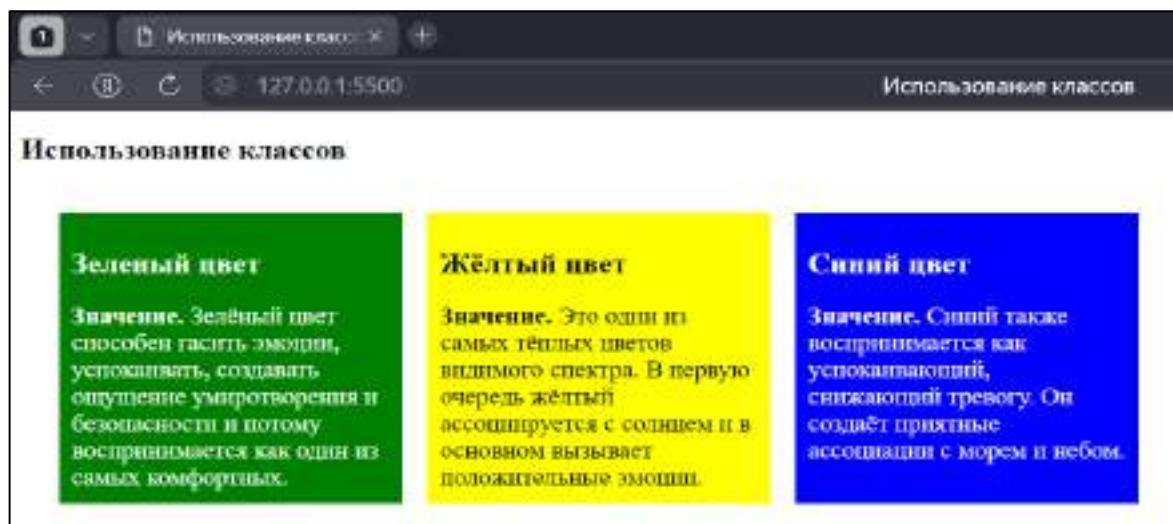 1
Использование класс
127.0.0.1:5500
Использование классов
Использование классов
Зеленый цвет
Значение. Зелёный цвет
способен гасить эмоции,
успокаивать, создавать
ощущение умиротворения и
безопасности и потому
воспринимается как один из
самых комфортных.
Жёлтый цвет
Значение. Это один из
самых тёплых цветов
видимого спектра. В первую
очередь жёлтый
ассоциируется с солнцем и в
основном вызывает
положительные эмоции.
Синий цвет
Значение. Синий также
воспринимается как
успокаивающий,
снижающий тревогу. Он
создаёт приятные
ассоциации с морем и небом.